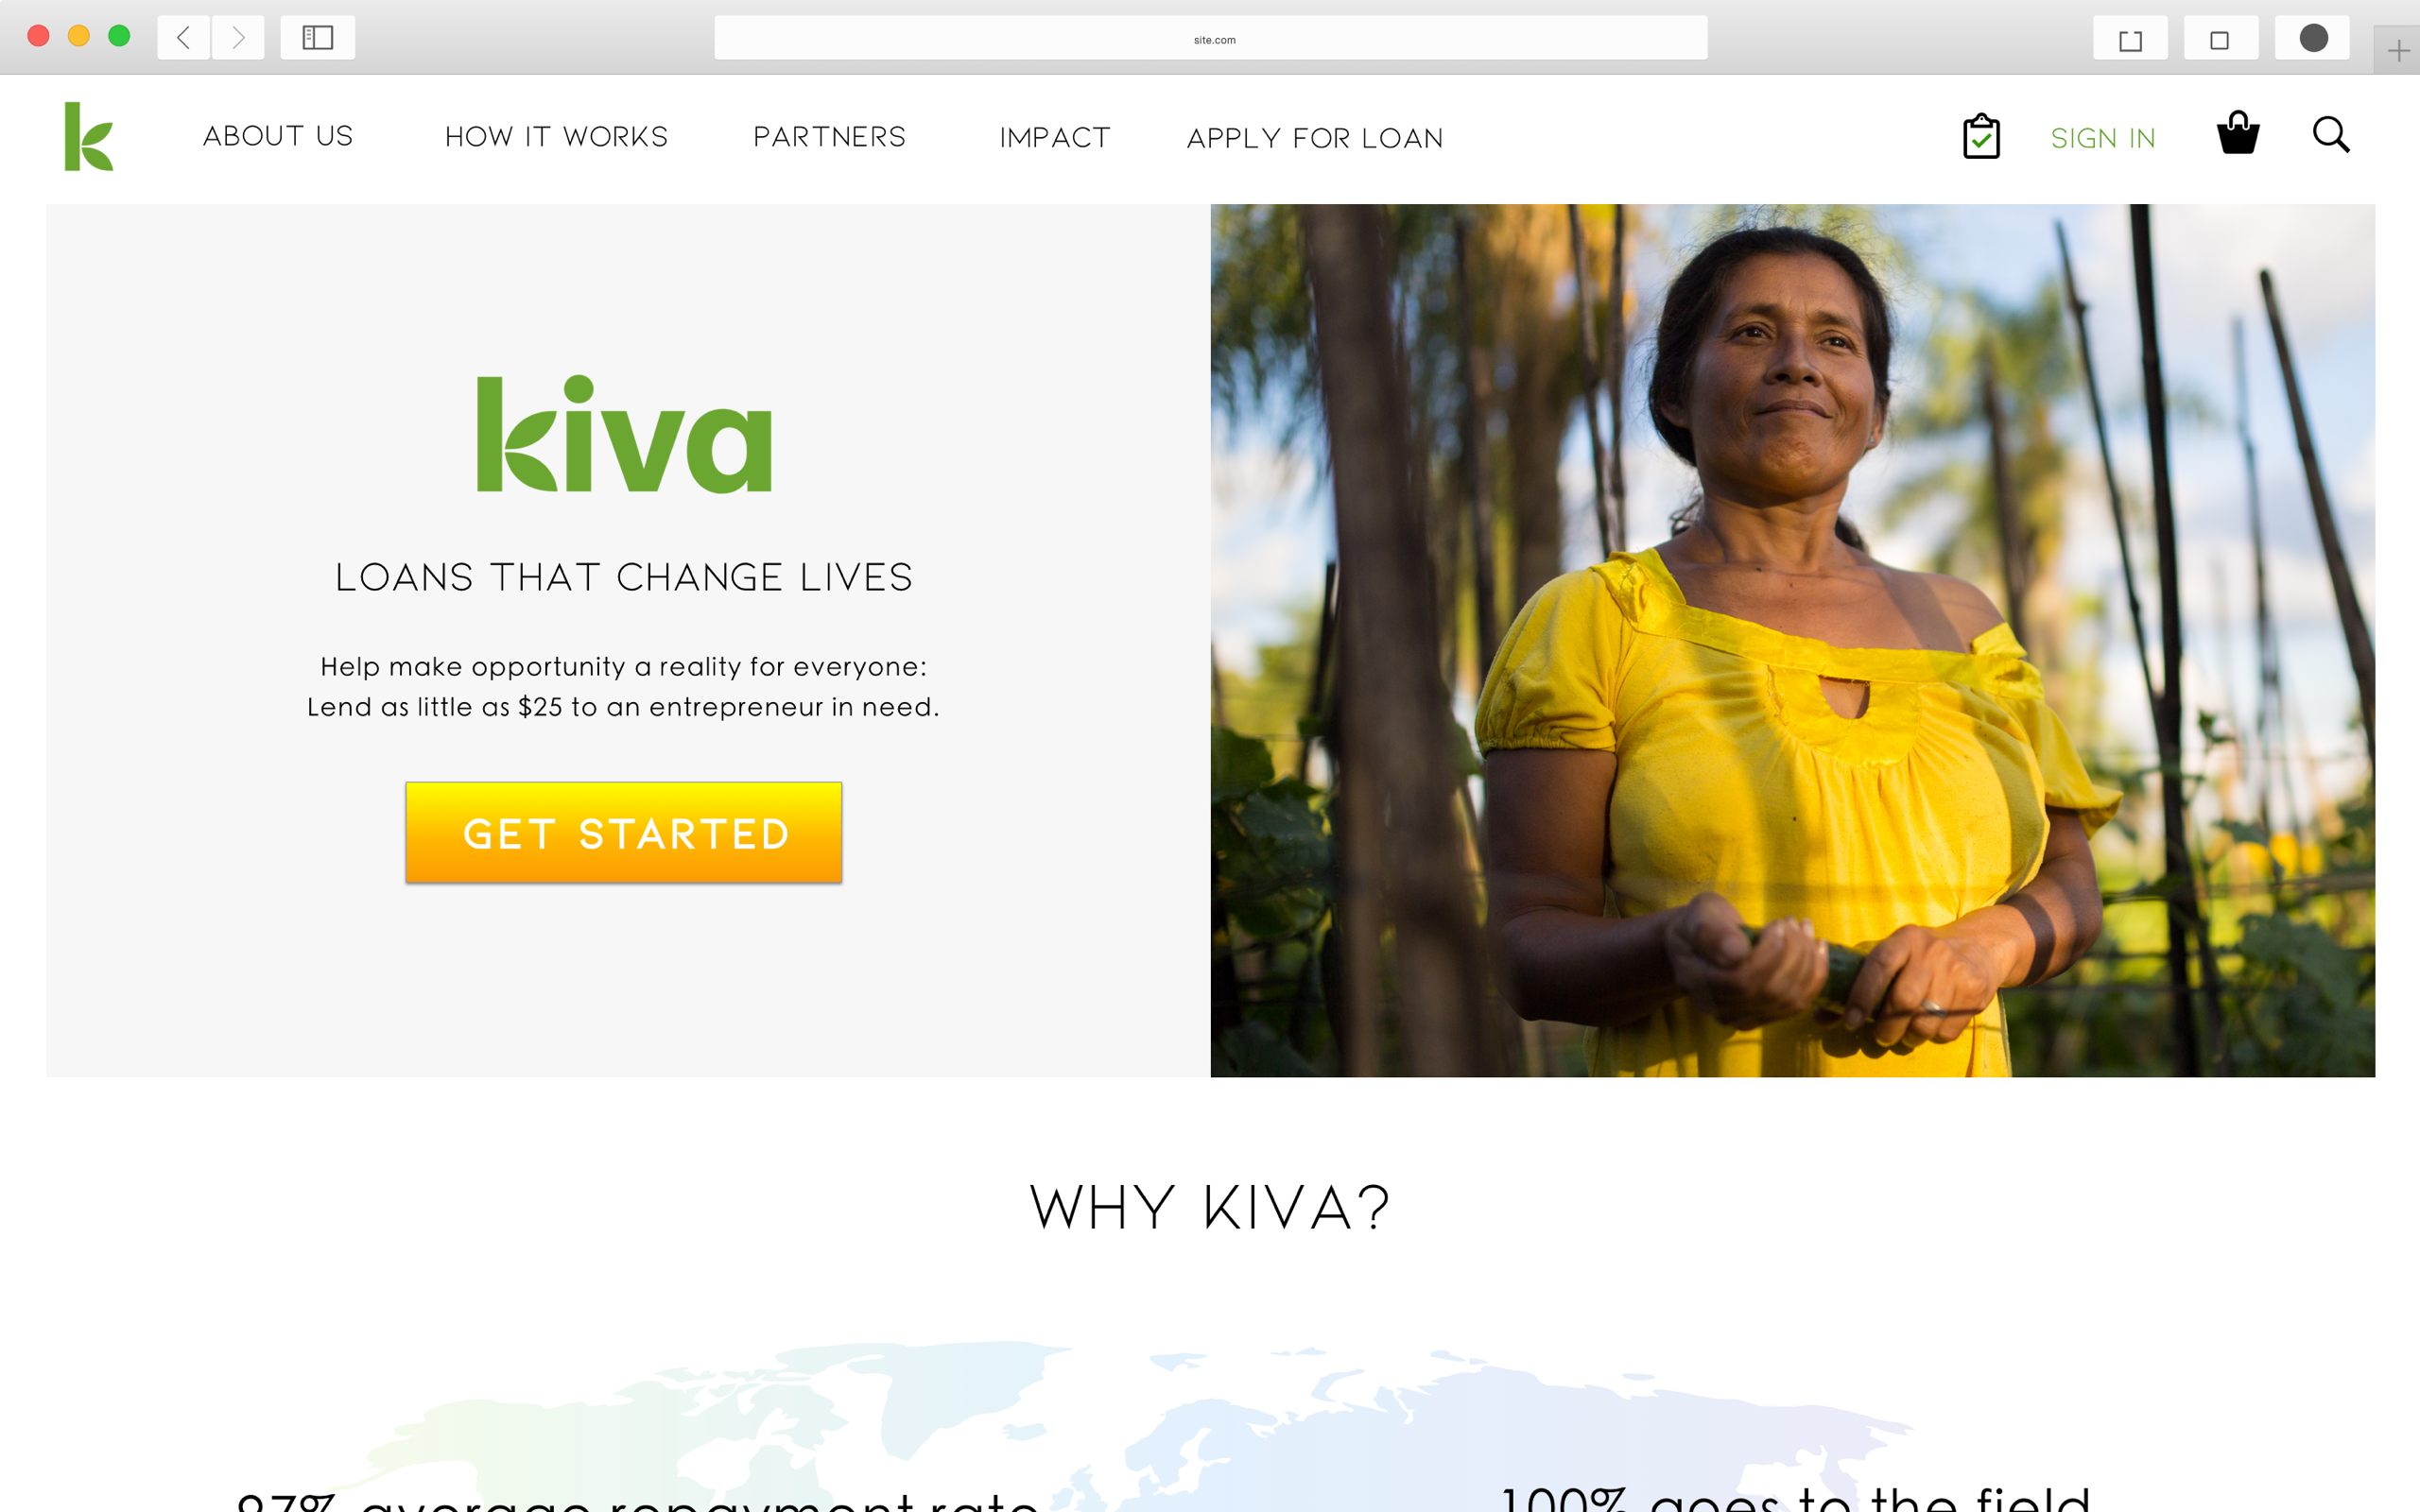 site.com
k
ABOUT US
HOW IT WORKS
PARTNERS
IMPACT
APPLY FOR LOAN
SIGN IN
kiva
LOANS THAT CHANGE LIVES
Help make opportunity a reality for everyone:
Lend as little as $25 to an entrepreneur in need.
GET STARTED
WHY KIVA?
97% average repayment rate
100% goes to the field